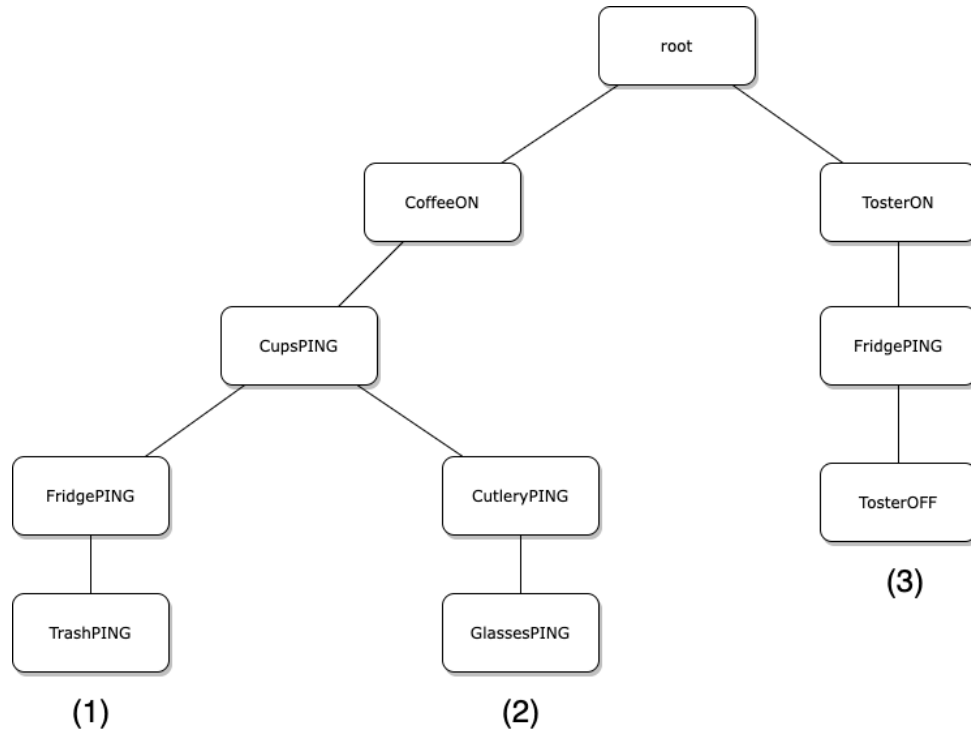 root
CoffeeON
TosterON
CupsPING
FridgePING
FridgePING
CutleryPING
TosterOFF
TrashPING
GlassesPING
(3)
(1)
(2)